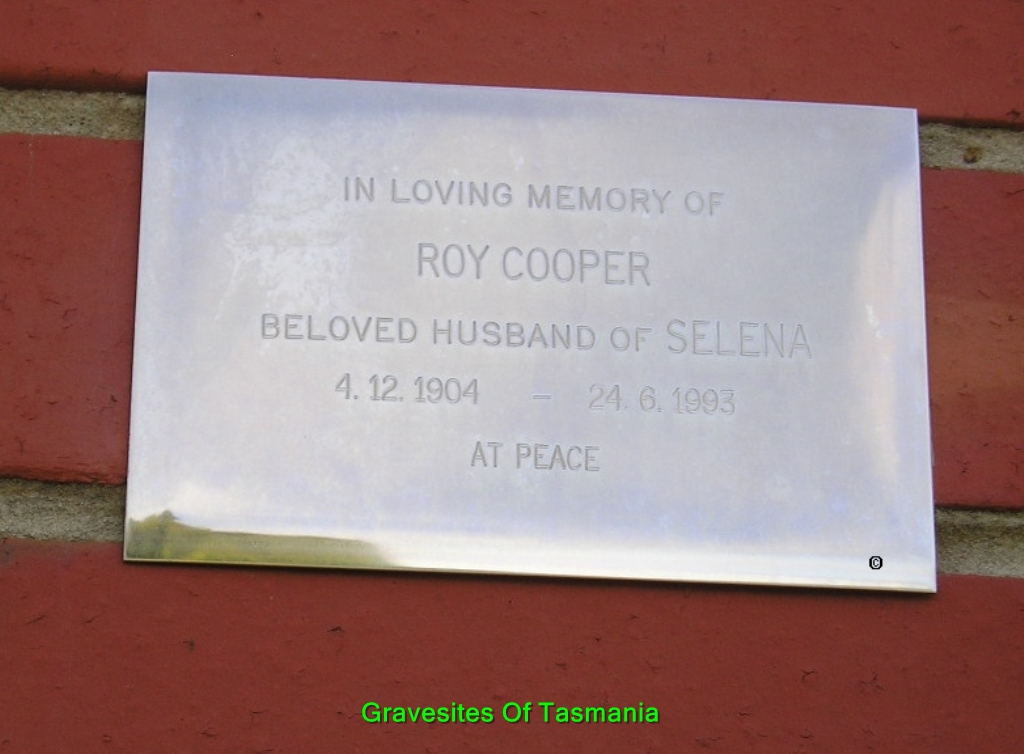 IN LOVING MEMORY OF
ROY COOPER
BELOVED HUSBAND OF SELENA
4. 12. 1904 – 24. 6. 1993
AT PEACE
©
Gravesites Of Tasmania